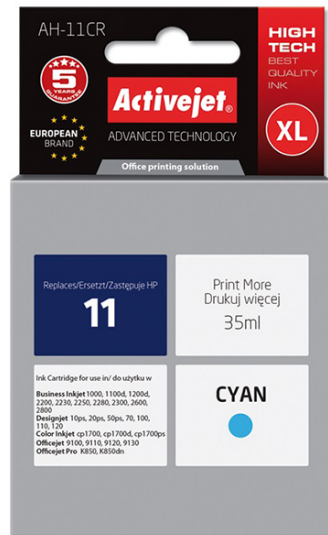 AH-11CR
HIGH
TECH
BEST
QUALITY
INK
5
YEARS
GUARANTEE
Activejet®
EUROPEAN
BRAND
ADVANCED TECHNOLOGY
XL
Office printing solution
Replaces/Ersetzt/Zastępuje HP
11
Print More
Drukuj więcej
35ml
Ink Cartridge for use in/ do użytku w
Business Inkjet 1000, 1100d, 1200d,
2200, 2230, 2250, 2280, 2300, 2600,
2800
Designjet 10ps, 20ps, 50ps, 70, 100,
110, 120
Color Inkjet cp1700, cp1700d, cp1700ps
Officejet 9100, 9110, 9120, 9130
Officejet Pro K850, K850dn
CYAN